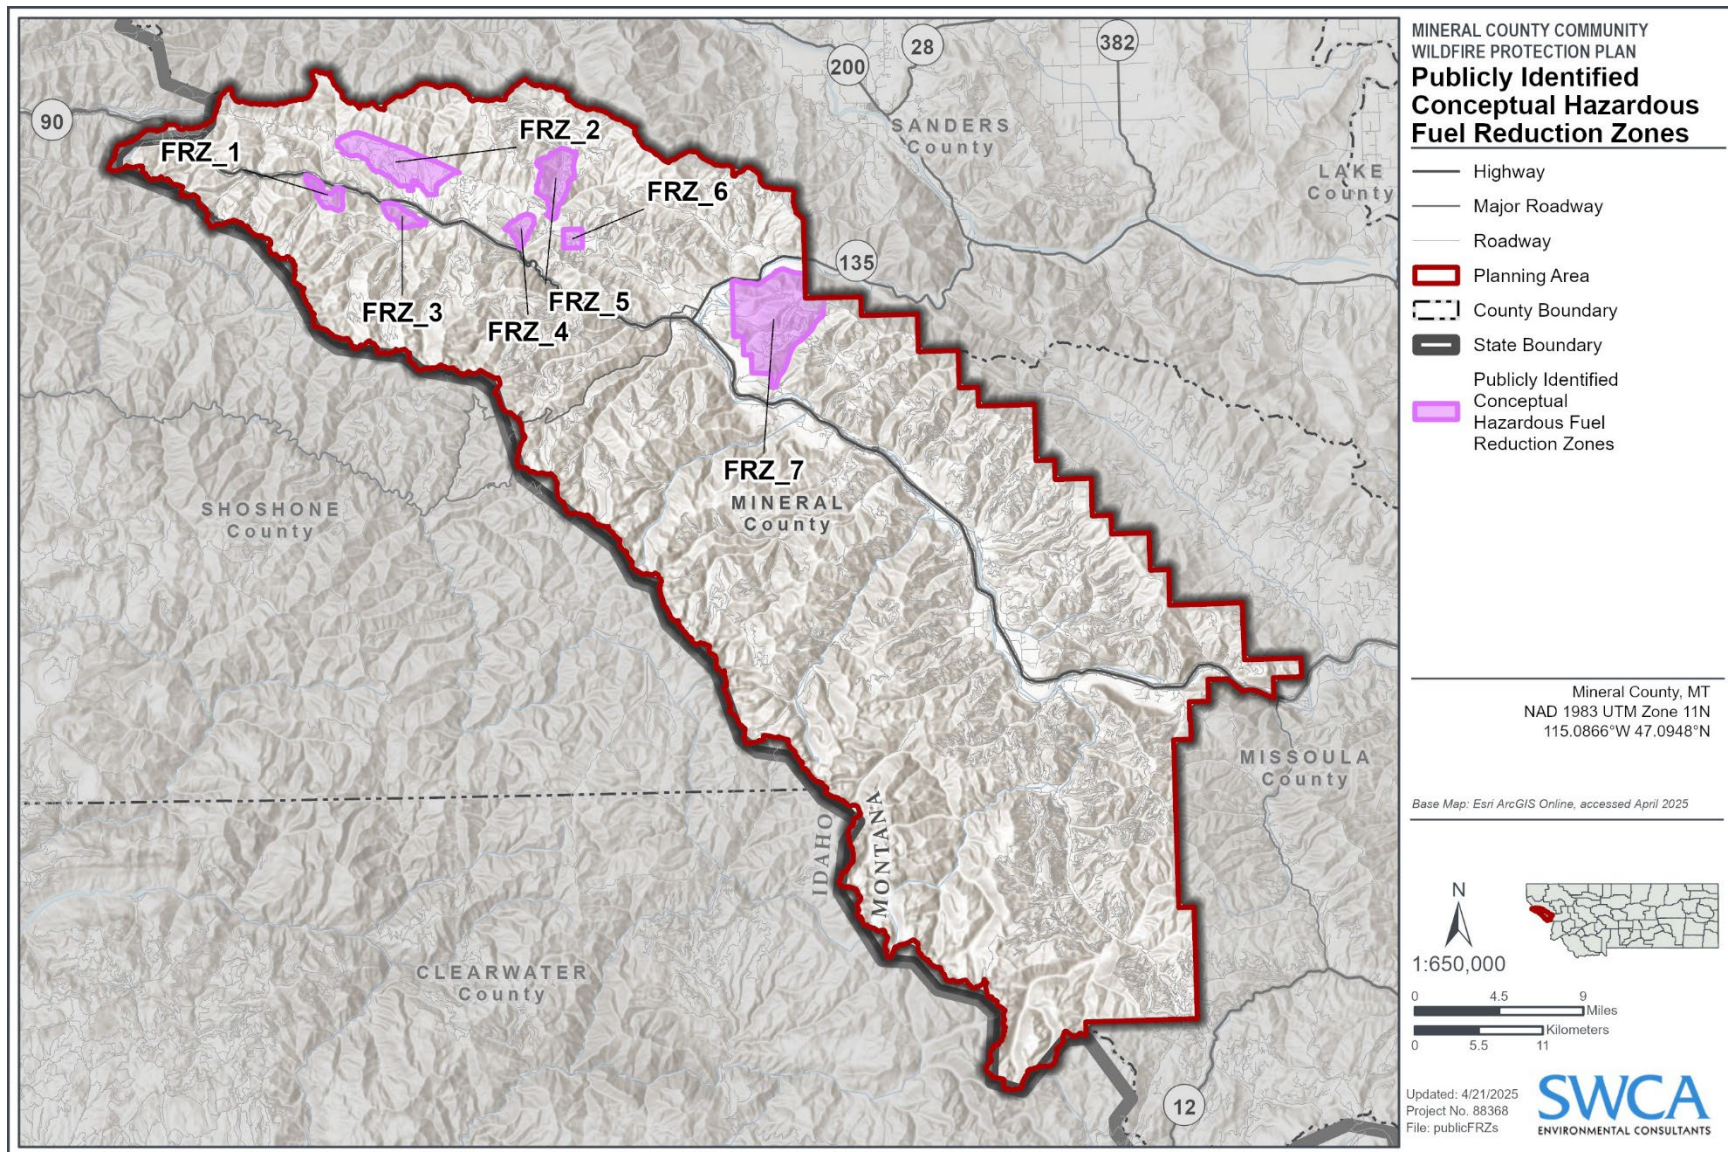 MINERAL COUNTY COMMUNITY
WILDFIRE PROTECTION PLAN
Publicly Identified
Conceptual Hazardous
Fuel Reduction Zones
Highway
Major Roadway
Roadway
Planning Area
County Boundary
State Boundary
Publicly Identified
Conceptual
Hazardous Fuel
Reduction Zones
Mineral County, MT
NAD 1983 UTM Zone 11N
115.0866°W 47.0948°N
Base Map: Esri ArcGIS Online, accessed April 2025
N
1:650,000
0 4.5 9
Miles
Kilometers
0 5.5 11
Updated: 4/21/2025
Project No. 88368
File: publicFRZs
SWCA
ENVIRONMENTAL CONSULTANTS
90
200
28
382
135
12
SANDERS
County
LAKE
County
SHOSHONE
County
MINERAL
County
MISSOULA
County
CLEARWATER
County
IDAHO
MONTANA
FRZ_1
FRZ_2
FRZ_6
FRZ_3
FRZ_4
FRZ_5
FRZ_7